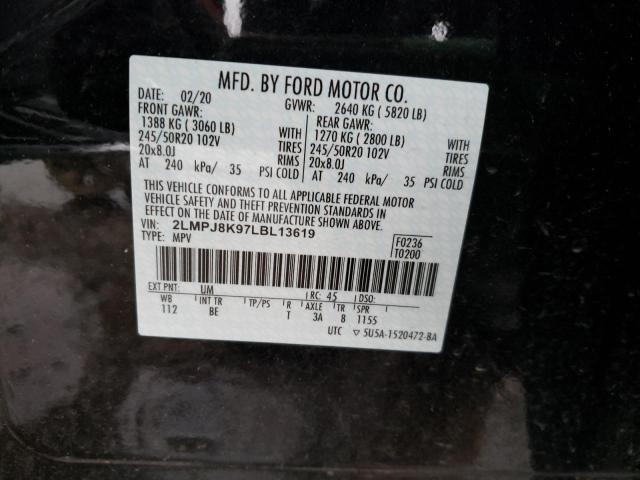 MFD. BY FORD MOTOR CO.
DATE: 02/20 GVWR: 2640 KG ( 5820 LB)
FRONT GAWR: REAR GAWR:
1388 KG ( 3060 LB) WITH 1270 KG ( 2800 LB) WITH
245/50R20 102V TIRES 245/50R20 102V TIRES
20x8.0J RIMS 20x8.0J RIMS
AT 240 kPa/ 35 PSI COLD AT 240 kPa/ 35 PSI COLD
THIS VEHICLE CONFORMS TO ALL APPLICABLE FEDERAL MOTOR
VEHICLE SAFETY AND THEFT PREVENTION STANDARDS IN
EFFECT ON THE DATE OF MANUFACTURE SHOWN ABOVE.
VIN: 2LMPJ8K97LBL13619
TYPE: MPV
F0236
T0200
EXT PNT: UM RC: 45 DSO:
WB INT TR TP/PS R AXLE TR SPR
112 BE T 3A 8 1155
UTC ▽ 5U5A-1520472-BA